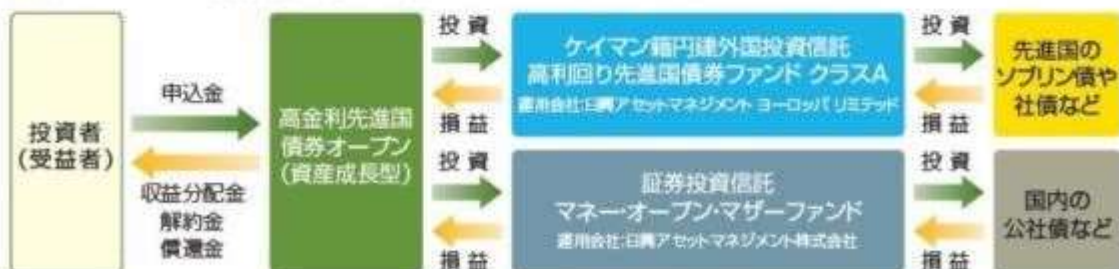 投資者
(受益者)
申込金
収益分配金
解約金
償還金
高金利先進国
債券オープン
(資産成長型)
投資
損益
投資
損益
ケイマン籍円建外国投資信託
高利回り先進国債券ファンド クラスA
運用会社:日興アセットマネジメント ヨーロッパ リミテッド
証券投資信託
マネー・オープン・マザーファンド
運用会社:日興アセットマネジメント株式会社
投資
損益
投資
損益
先進国の
ソブリン債や
社債など
国内の
公社債など